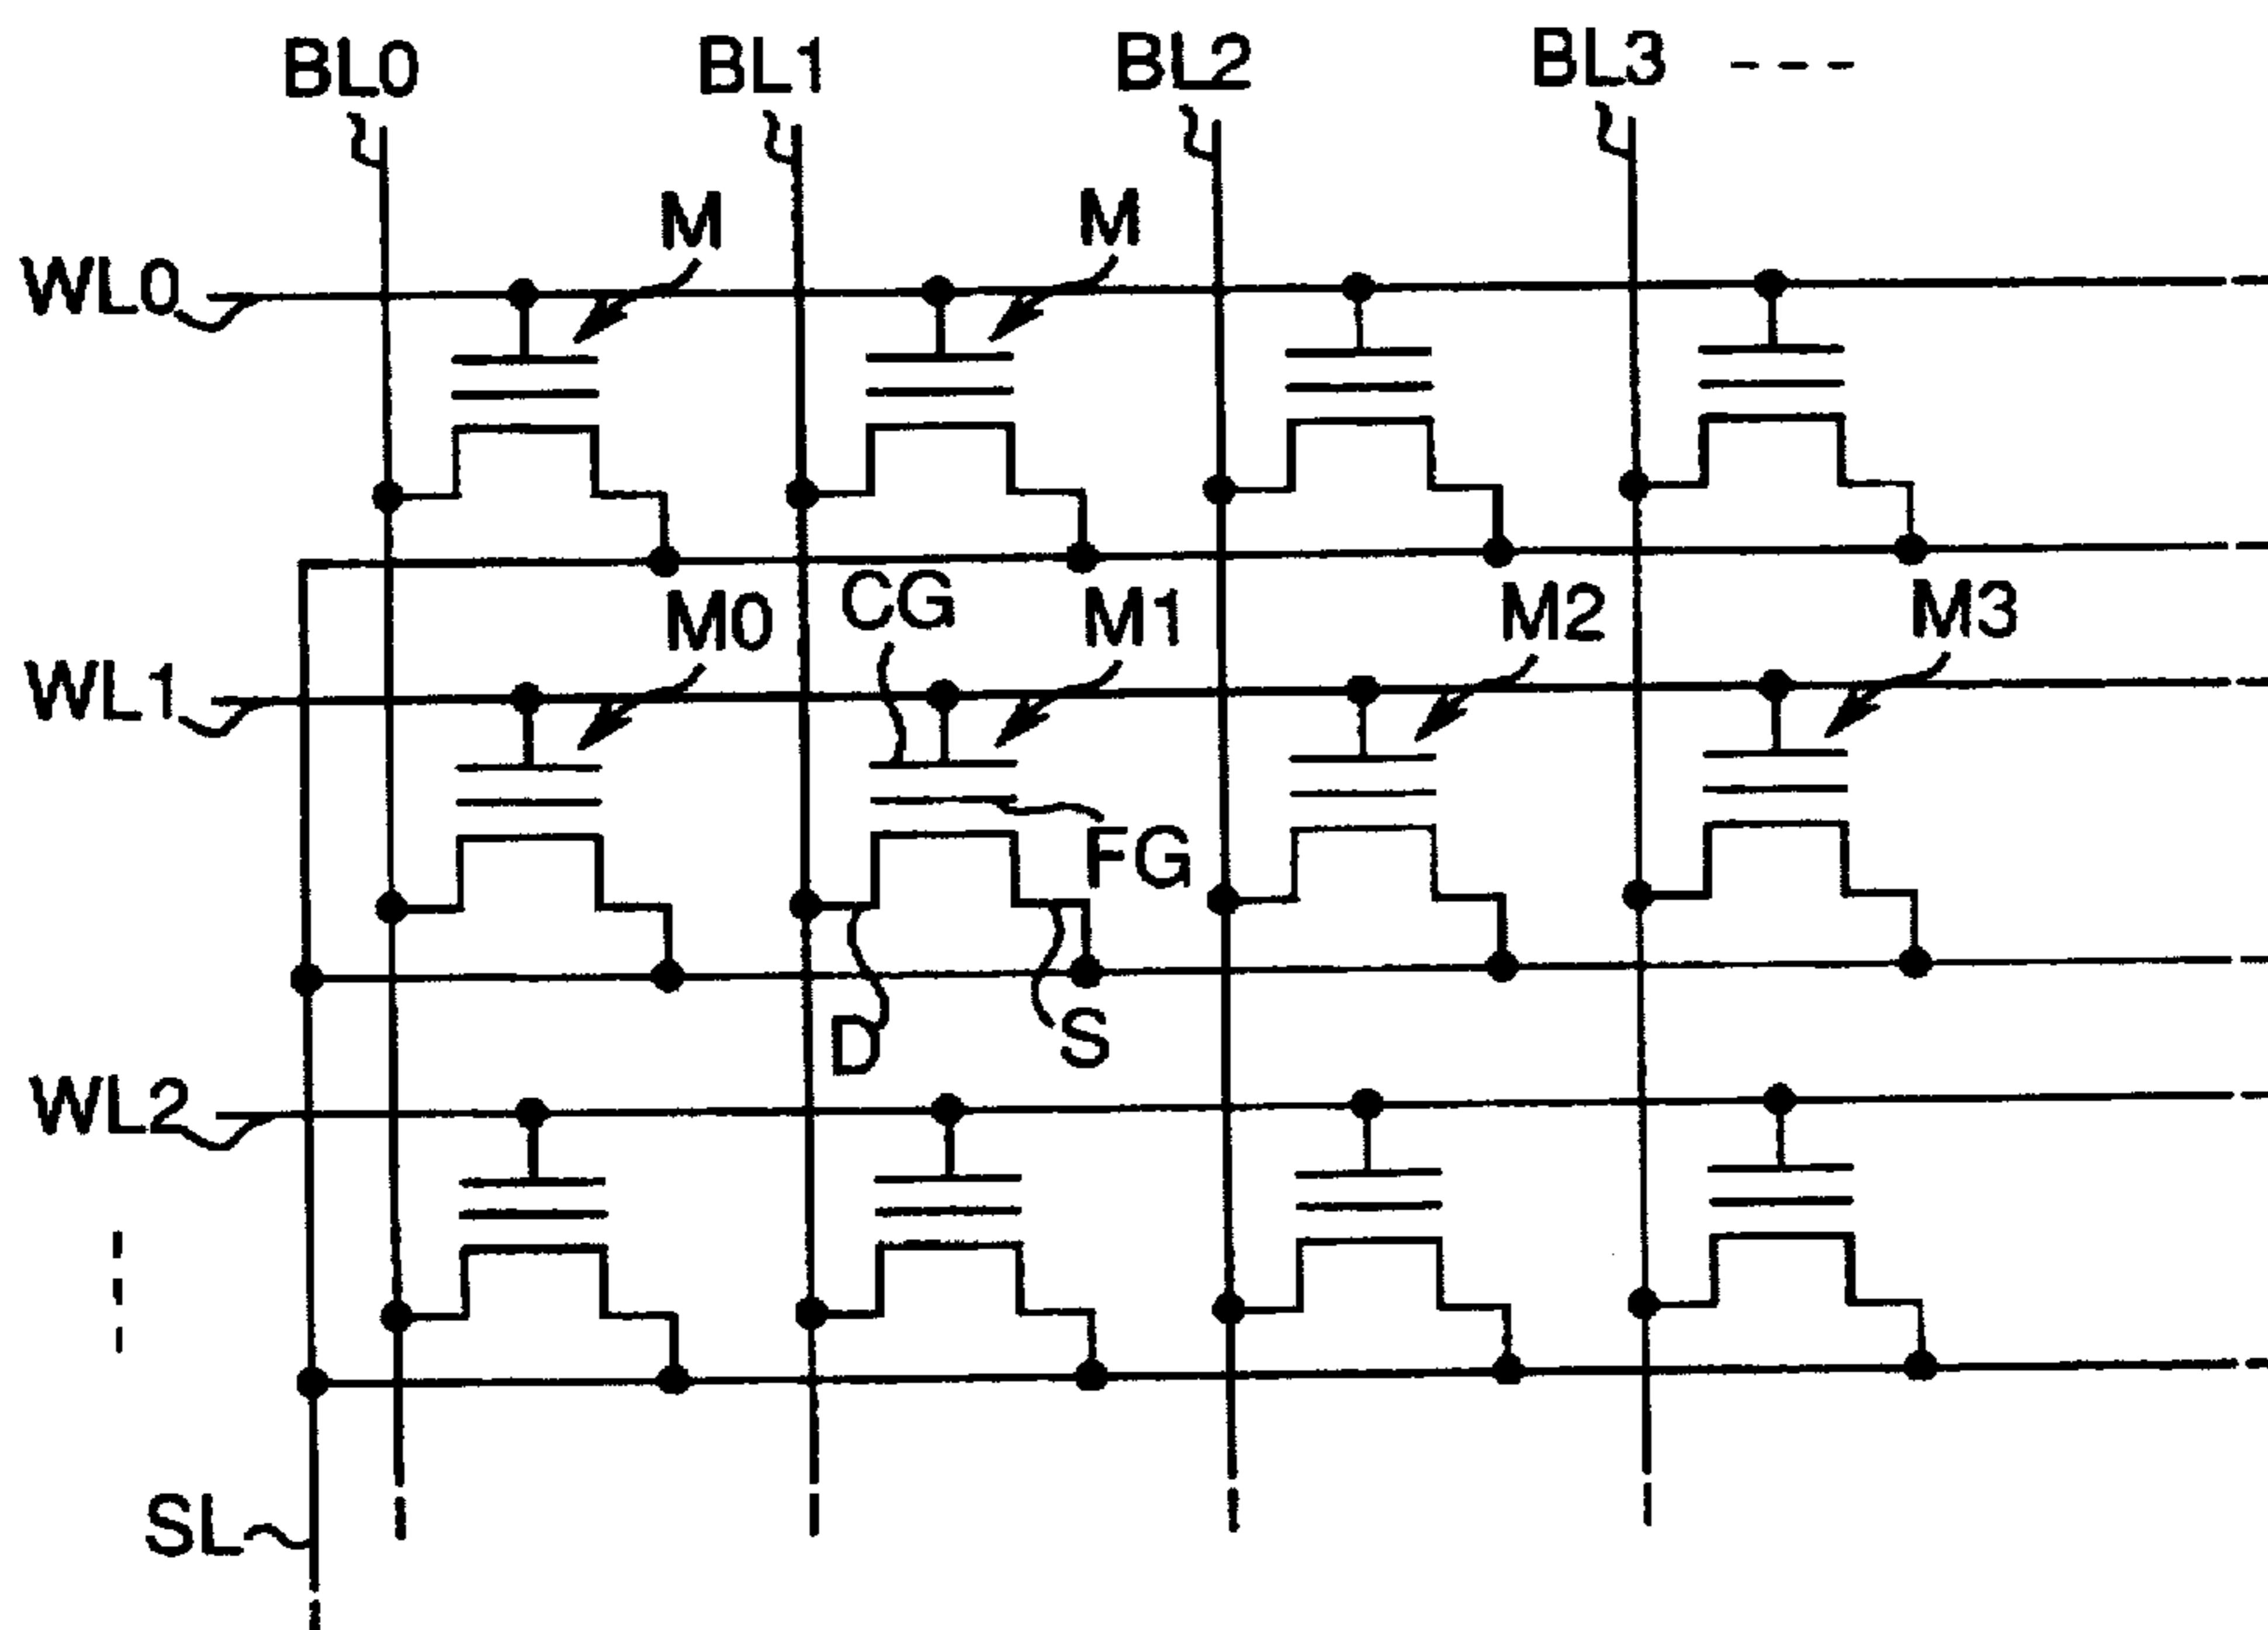 BL0 BL1 BL2 BL3
M M
WL0
CG
M0 M1 M2 M3
WL1
FG
D S
WL2
SL